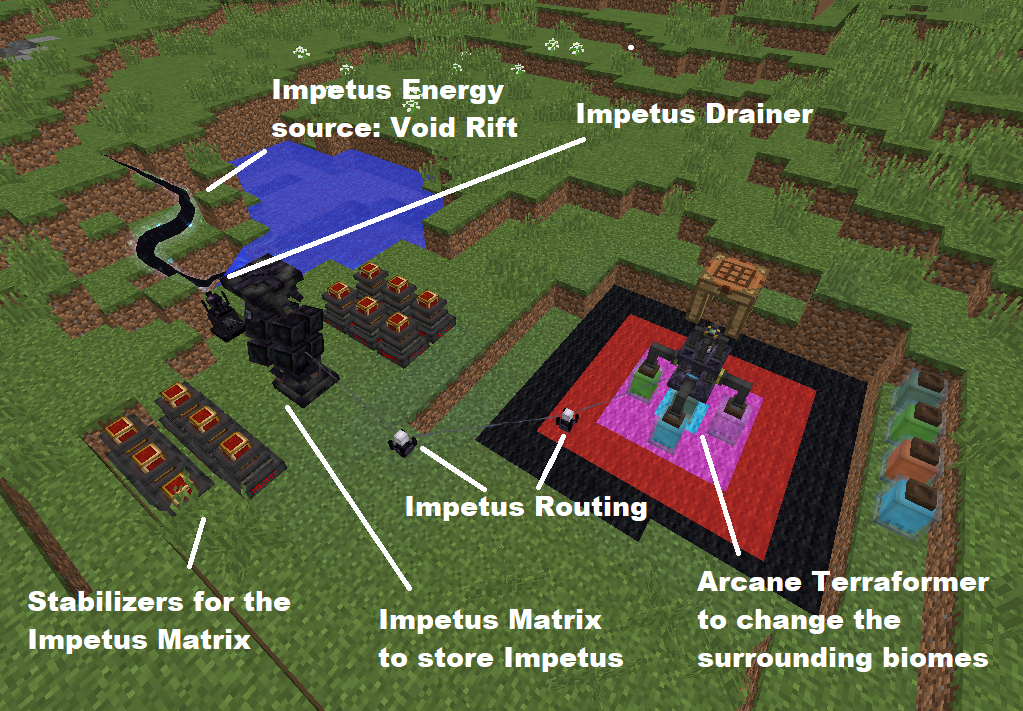 Impetus Energy
source: Void Rift
Impetus Drainer
Impetus Routing
Stabilizers for the
Impetus Matrix
Impetus Matrix
to store Impetus
Arcane Terraformer
to change the
surrounding biomes